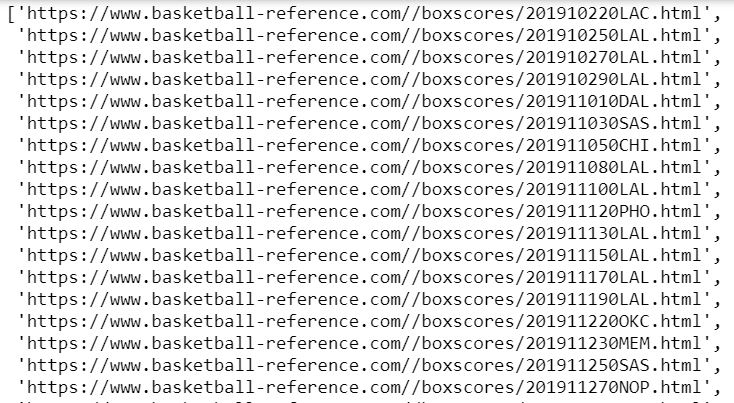 ['https://www.basketball-reference.com//boxscores/201910220LAC.html',
'https://www.basketball-reference.com//boxscores/201910250LAL.html',
'https://www.basketball-reference.com//boxscores/201910270LAL.html',
'https://www.basketball-reference.com//boxscores/201910290LAL.html',
'https://www.basketball-reference.com//boxscores/201911010DAL.html',
'https://www.basketball-reference.com//boxscores/201911030SAS.html',
'https://www.basketball-reference.com//boxscores/201911050CHI.html',
'https://www.basketball-reference.com//boxscores/201911080LAL.html',
'https://www.basketball-reference.com//boxscores/201911100LAL.html',
'https://www.basketball-reference.com//boxscores/201911120PHO.html',
'https://www.basketball-reference.com//boxscores/201911130LAL.html',
'https://www.basketball-reference.com//boxscores/201911150LAL.html',
'https://www.basketball-reference.com//boxscores/201911170LAL.html',
'https://www.basketball-reference.com//boxscores/201911190LAL.html',
'https://www.basketball-reference.com//boxscores/201911220OKC.html',
'https://www.basketball-reference.com//boxscores/201911230MEM.html',
'https://www.basketball-reference.com//boxscores/201911250SAS.html',
'https://www.basketball-reference.com//boxscores/201911270NOP.html',